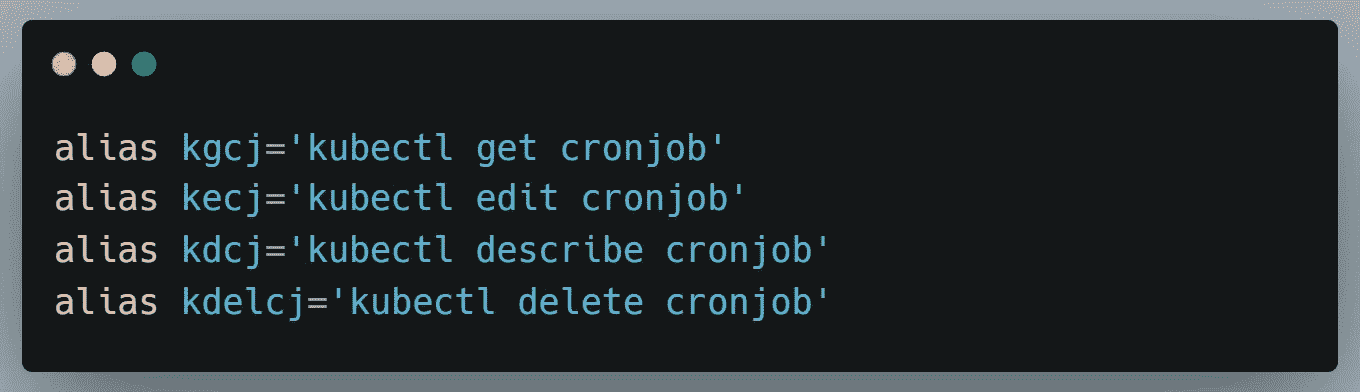 alias kgcj='kubectl get cronjob'
alias kecj='kubectl edit cronjob'
alias kdcj='kubectl describe cronjob'
alias kdelcj='kubectl delete cronjob'